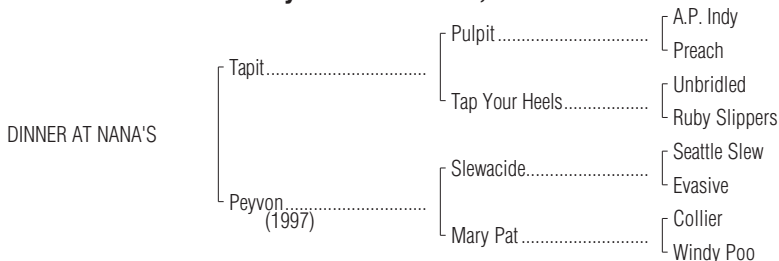 A.P. Indy
Pulpit
Preach
Tapit
Unbridled
Tap Your Heels
Ruby Slippers
DINNER AT NANA'S
Seattle Slew
Slewacide
Evasive
Peyvon
(1997)
Collier
Mary Pat
Windy Poo